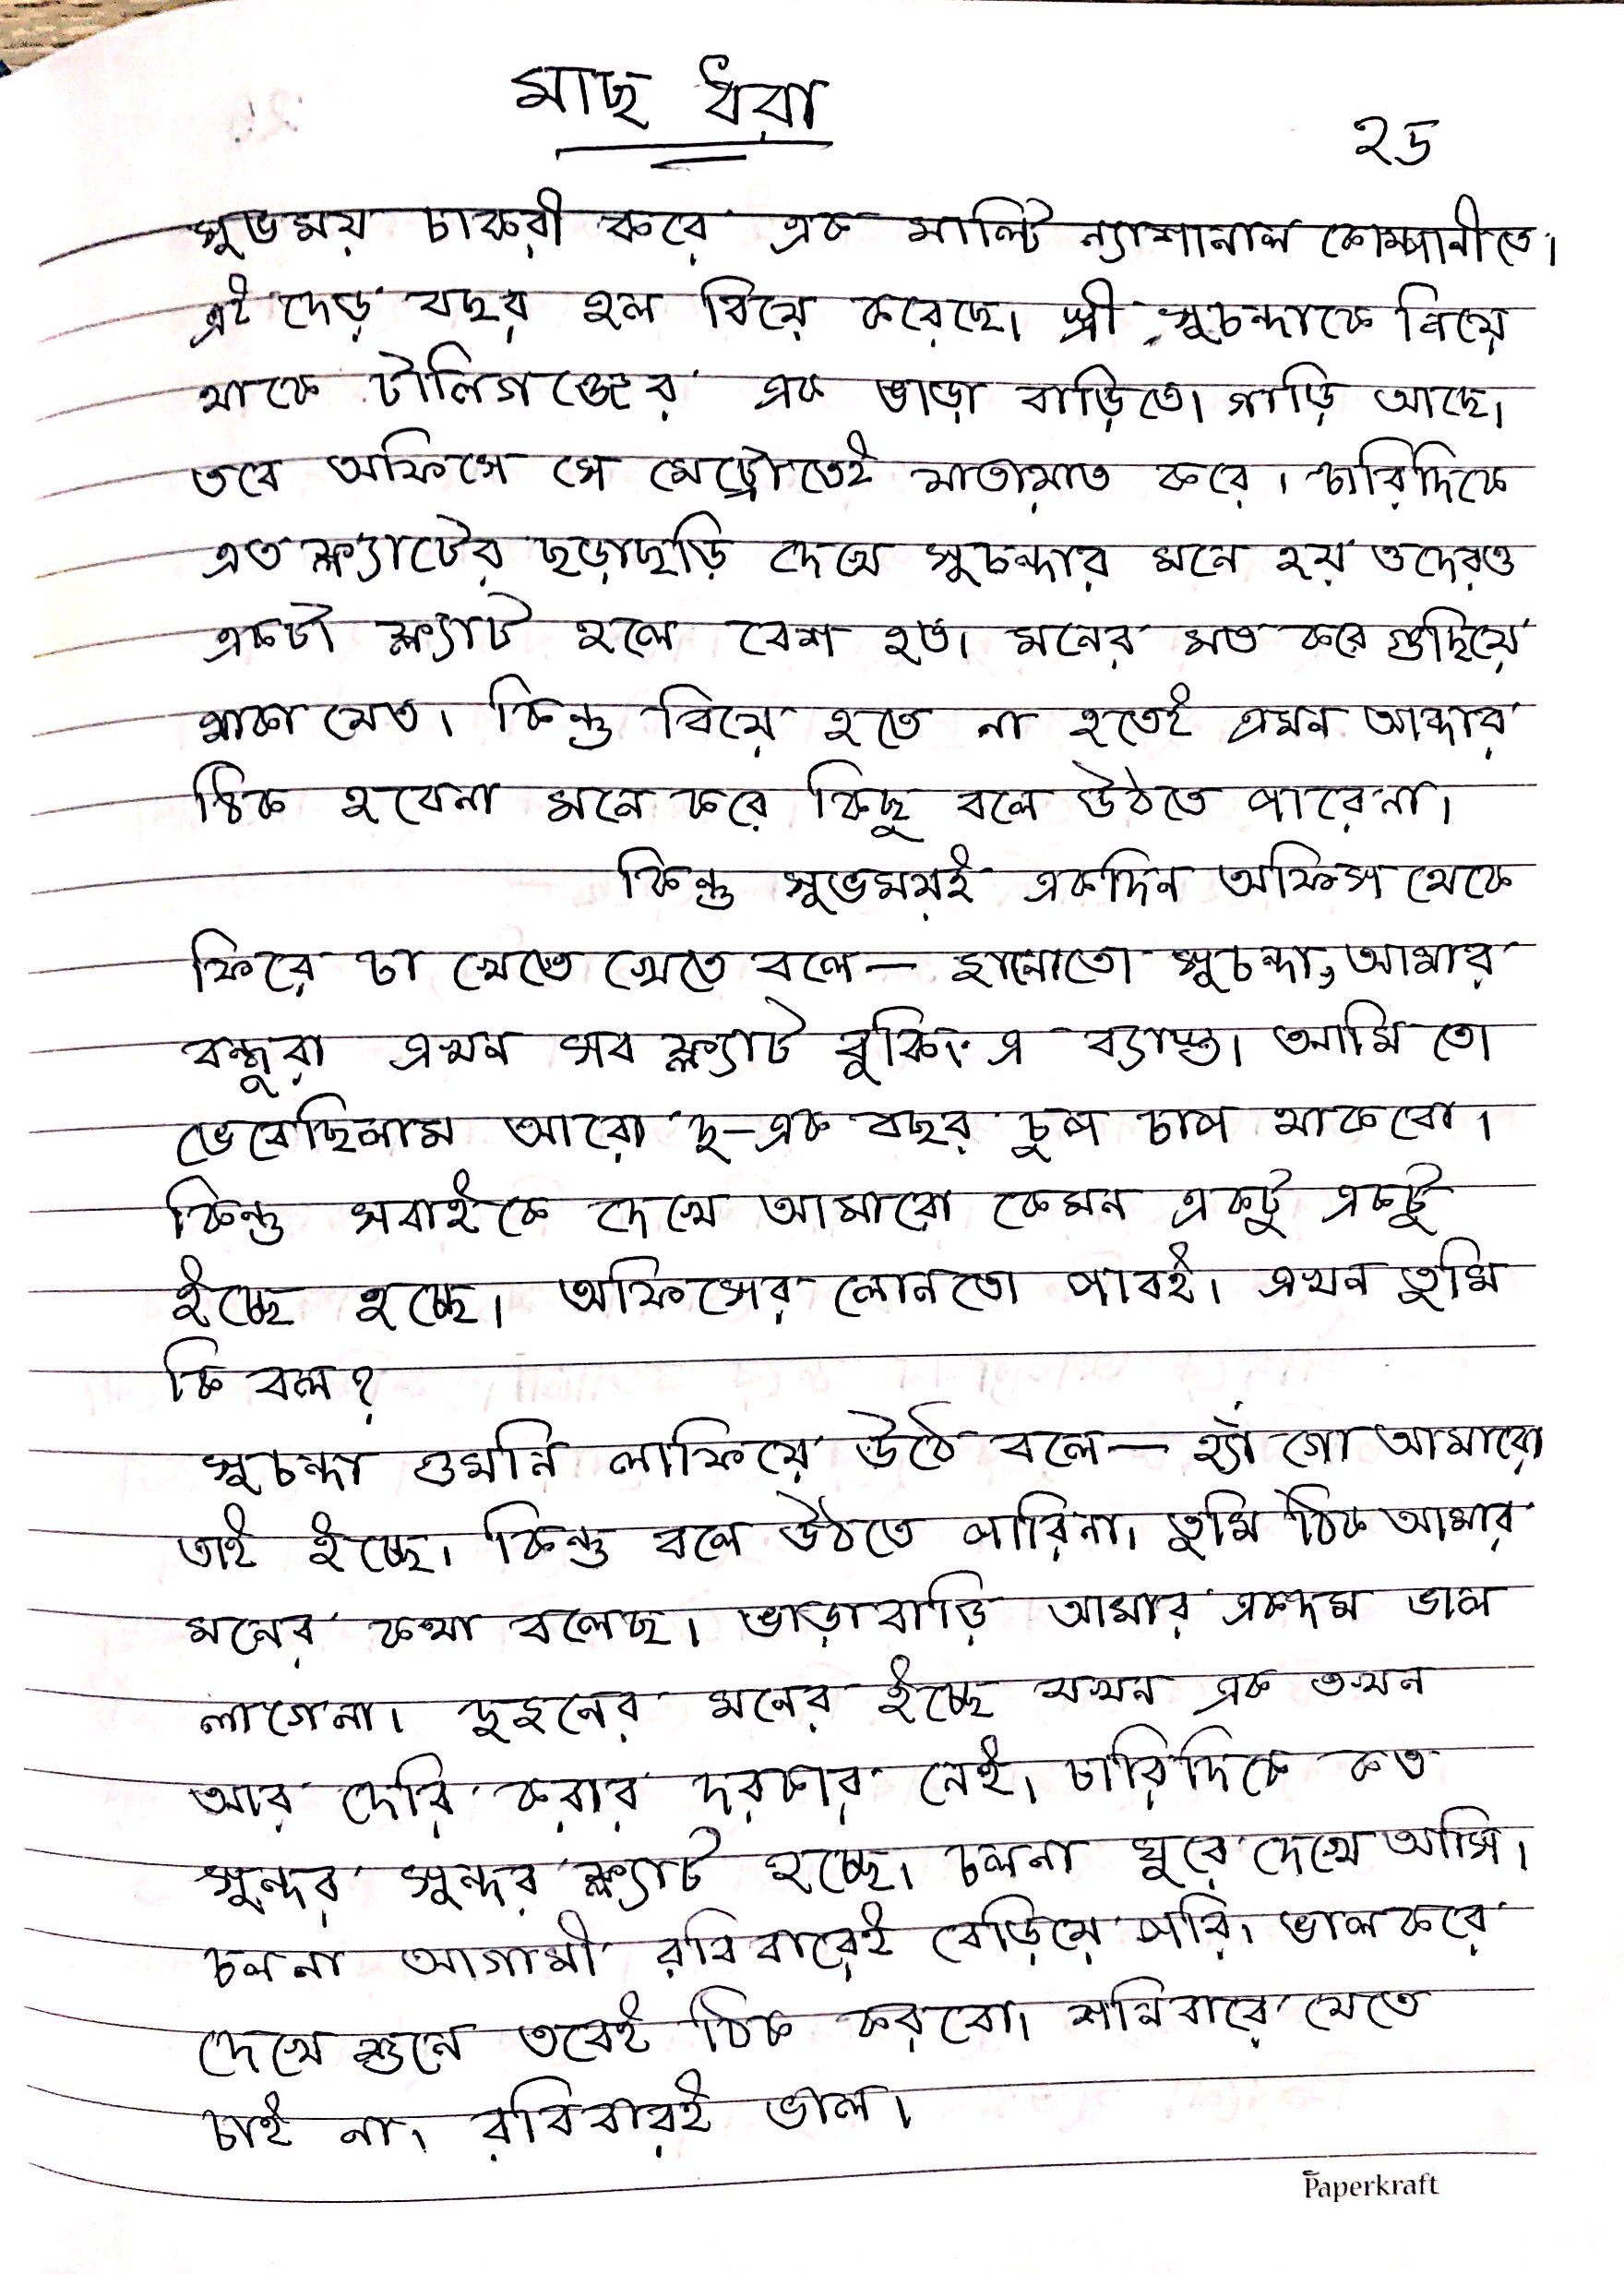 মাছ ধরা
২৬
সুভময় চাকরী করে এক মাল্টি ন্যাশানাল কোম্পানীতে।
এই দেড় বছর হল বিয়ে করেছে। স্ত্রী সুচন্দাকে নিয়ে
থাকে টালিগঞ্জের এক ভাড়া বাড়িতে। গাড়ি আছে।
তবে অফিসে সে মেট্রোতেই যাতায়াত করে। চারিদিকে
এত ফ্ল্যাটের ছড়াছড়ি দেখে সুচন্দার মনে হয় ওদেরও
একটা ফ্ল্যাট হলে বেশ হত। মনের মত করে গুছিয়ে
থাকা যেত। কিন্তু বিয়ে হতে না হতেই এমন আব্দার
ঠিক হবেনা মনে করে কিছু বলে উঠতে পারেনা।
কিন্তু সুভময়ই একদিন অফিস থেকে
ফিরে চা খেতে খেতে বলে — জানোতো সুচন্দা, আমার
বন্ধুরা এখন সব ফ্ল্যাট বুকিং এ ব্যাস্ত। আমি তো
ভেবেছিলাম আরো দু-এক বছর চুপ চাপ থাকবো।
কিন্তু সবাইকে দেখে আমারো কেমন একটু একটু
ইচ্ছে হচ্ছে। অফিসের লোনতো পাবই। এখন তুমি
কি বল?
সুচন্দা ওমনি লাফিয়ে উঠে বলে — হ্যাঁ গো আমারো
তাই ইচ্ছে। কিন্তু বলে উঠতে পারিনা। তুমি ঠিক আমার
মনের কথা বলেছ। ভাড়াবাড়ি আমার একদম ভাল
লাগেনা। দুজনের মনের ইচ্ছে যখন এক তখন
আর দেরি করার দরকার নেই। চারিদিকে কত
সুন্দর সুন্দর ফ্ল্যাট হচ্ছে। চলনা ঘুরে দেখে আসি।
চলনা আগামী রবিবারেই বেড়িয়ে পরি। ভাল করে
দেখে শুনে তবেই ঠিক করবো। শনিবারে যেতে
চাই না। রবিবারই ভাল।
Paperkraft